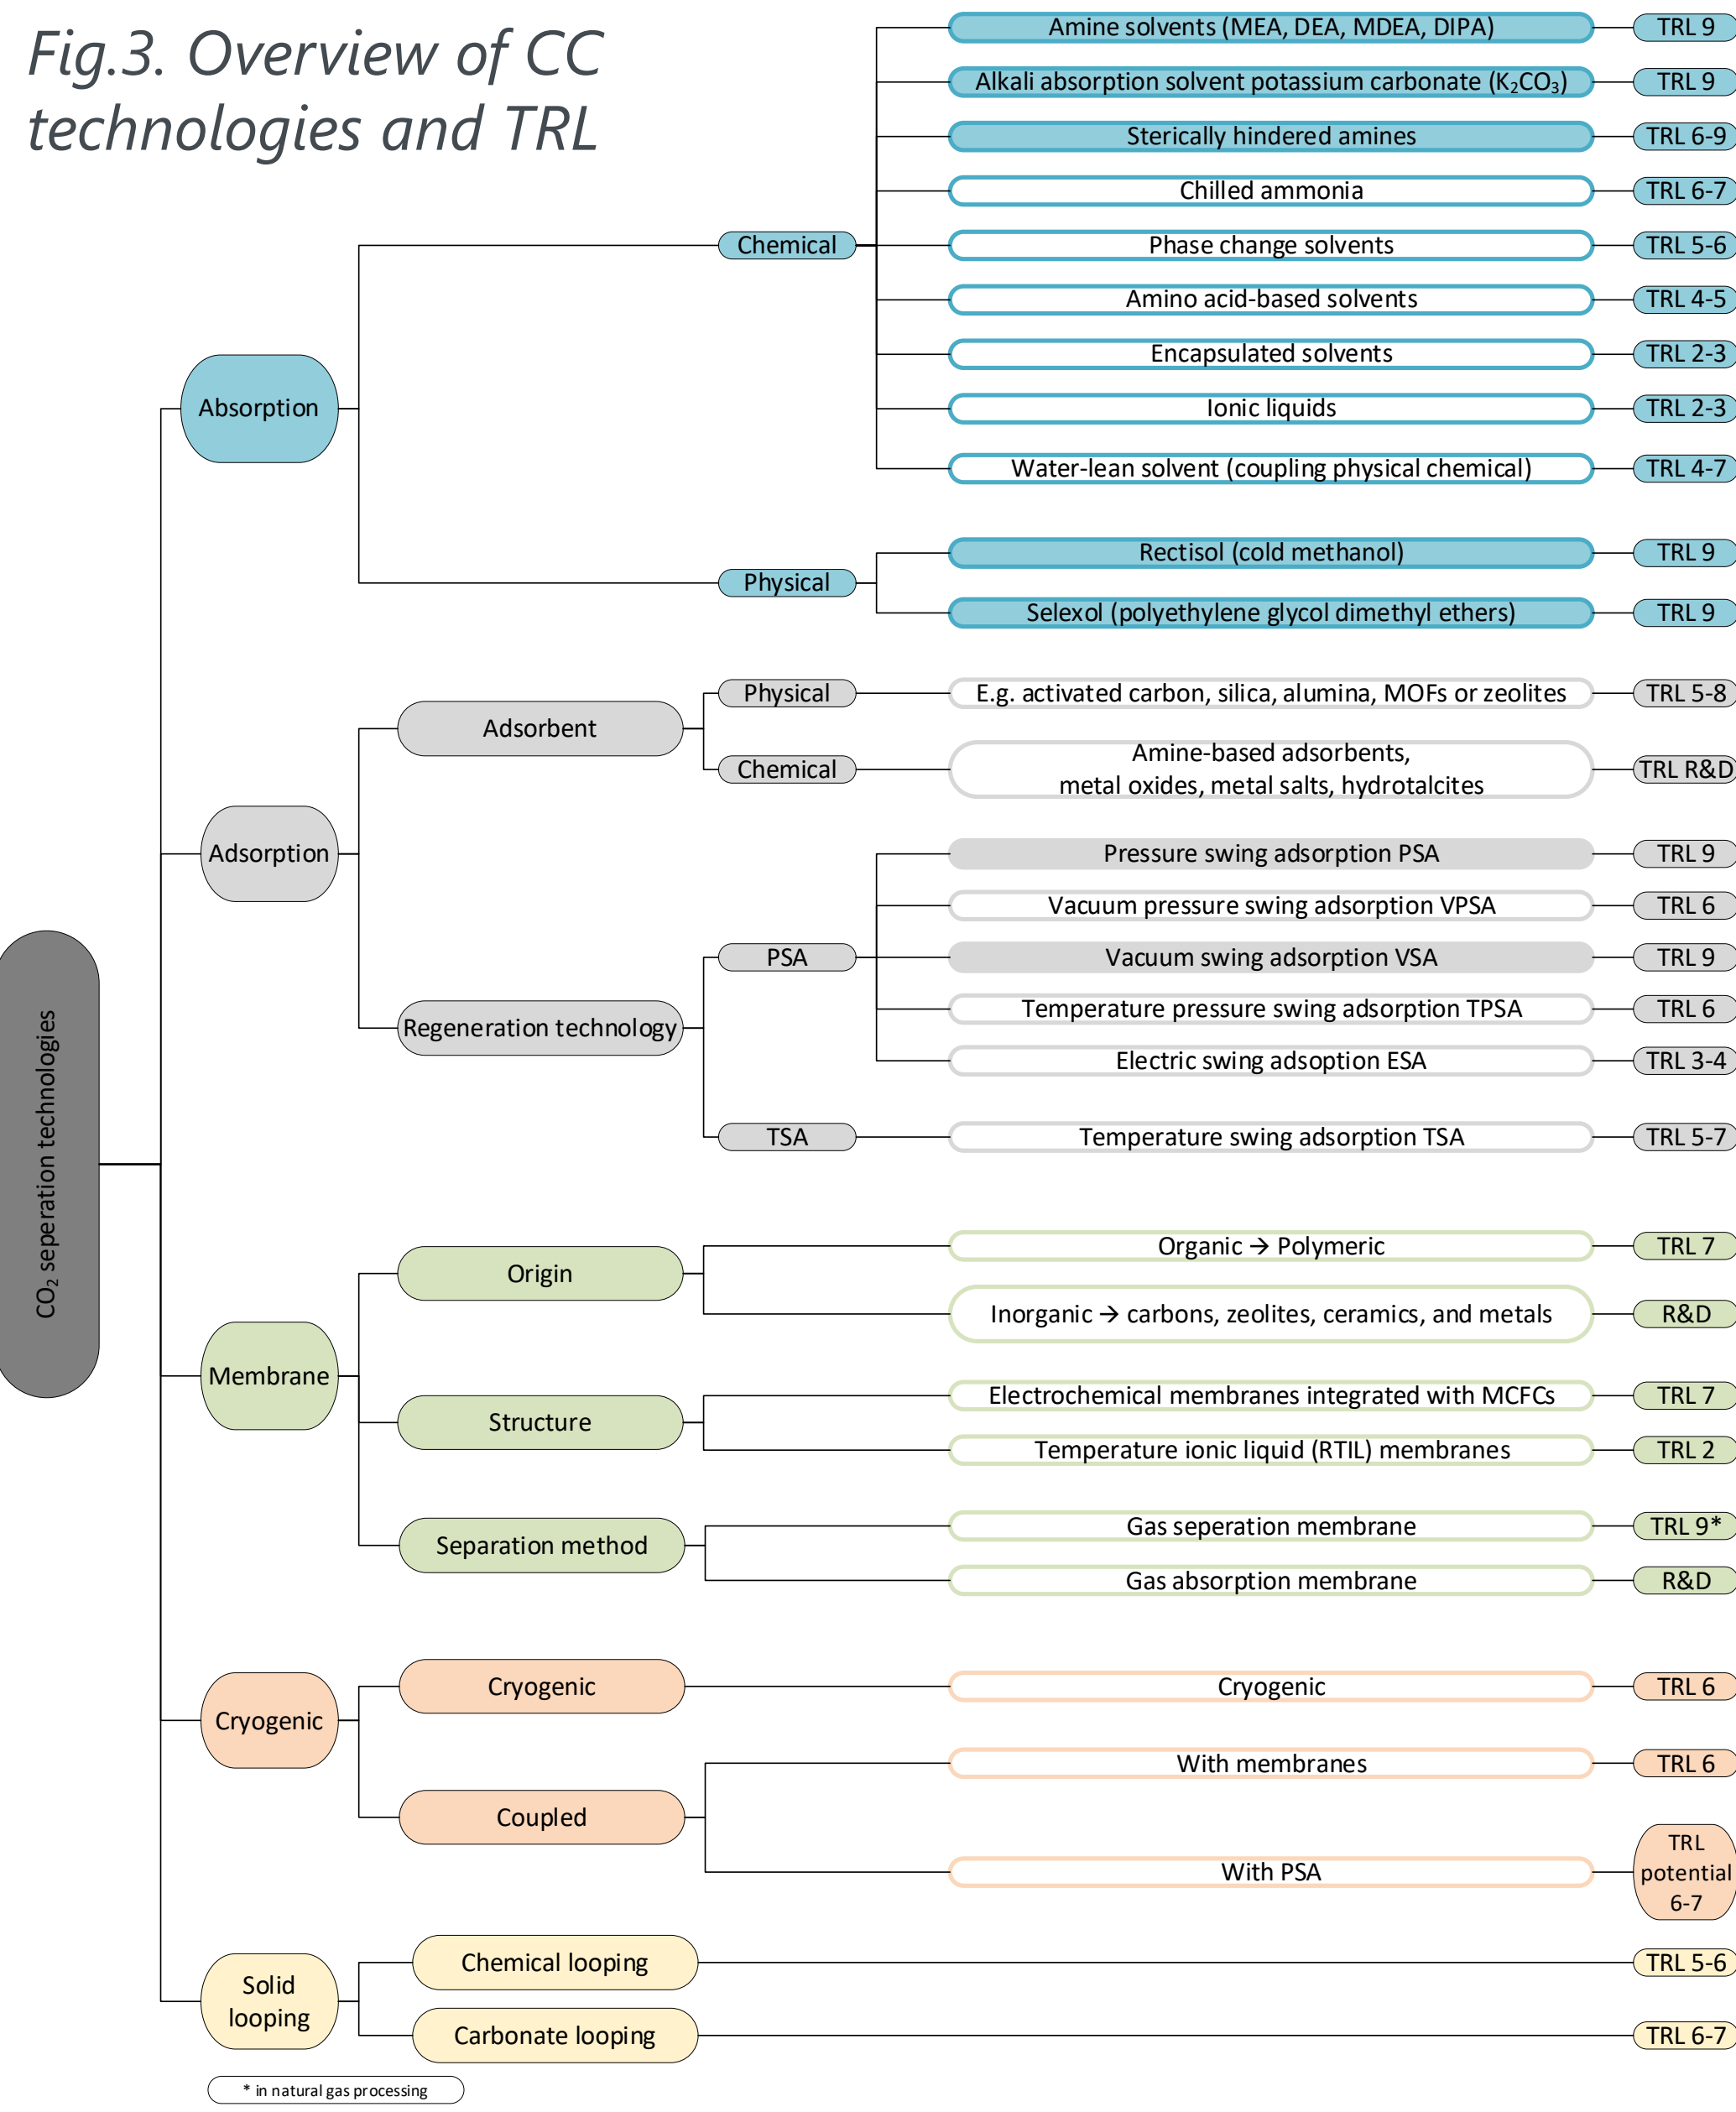 Fig.3. Overview of CC
technologies and TRL
CO₂ seperation technologies
Absorption
Chemical
Amine solvents (MEA, DEA, MDEA, DIPA)
TRL 9
Alkali absorption solvent potassium carbonate (K₂CO₃)
TRL 9
Sterically hindered amines
TRL 6-9
Chilled ammonia
TRL 6-7
Phase change solvents
TRL 5-6
Amino acid-based solvents
TRL 4-5
Encapsulated solvents
TRL 2-3
Ionic liquids
TRL 2-3
Water-lean solvent (coupling physical chemical)
TRL 4-7
Physical
Rectisol (cold methanol)
TRL 9
Selexol (polyethylene glycol dimethyl ethers)
TRL 9
Adsorption
Adsorbent
Physical
E.g. activated carbon, silica, alumina, MOFs or zeolites
TRL 5-8
Chemical
Amine-based adsorbents,
metal oxides, metal salts, hydrotalcites
TRL R&D
Regeneration technology
PSA
Pressure swing adsorption PSA
TRL 9
Vacuum pressure swing adsorption VPSA
TRL 6
Vacuum swing adsorption VSA
TRL 9
Temperature pressure swing adsorption TPSA
TRL 6
Electric swing adsoption ESA
TRL 3-4
TSA
Temperature swing adsorption TSA
TRL 5-7
Membrane
Origin
Organic → Polymeric
TRL 7
Inorganic → carbons, zeolites, ceramics, and metals
R&D
Structure
Electrochemical membranes integrated with MCFCs
TRL 7
Temperature ionic liquid (RTIL) membranes
TRL 2
Separation method
Gas seperation membrane
TRL 9*
Gas absorption membrane
R&D
Cryogenic
Cryogenic
Cryogenic
TRL 6
Coupled
With membranes
TRL 6
With PSA
TRL
potential
6-7
Solid
looping
Chemical looping
TRL 5-6
Carbonate looping
TRL 6-7
* in natural gas processing